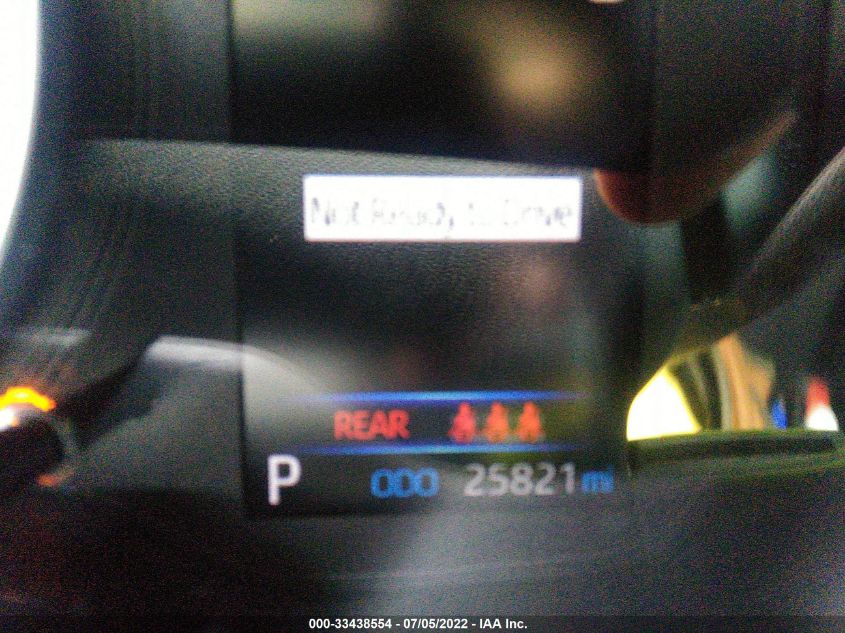 Not Ready to Drive
REAR
P 000 25821 mi
000-33438554 - 07/05/2022 - IAA Inc.